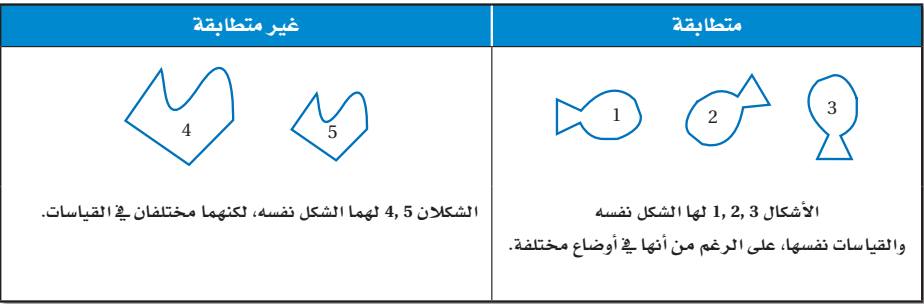 متطابقة
غير متطابقة
1
2
3
4
5
الأشكال 1, 2, 3 لها الشكل نفسه
والقياسات نفسها، على الرغم من أنها في أوضاع مختلفة.
الشكلان 4, 5 لهما الشكل نفسه، لكنهما مختلفان في القياسات.